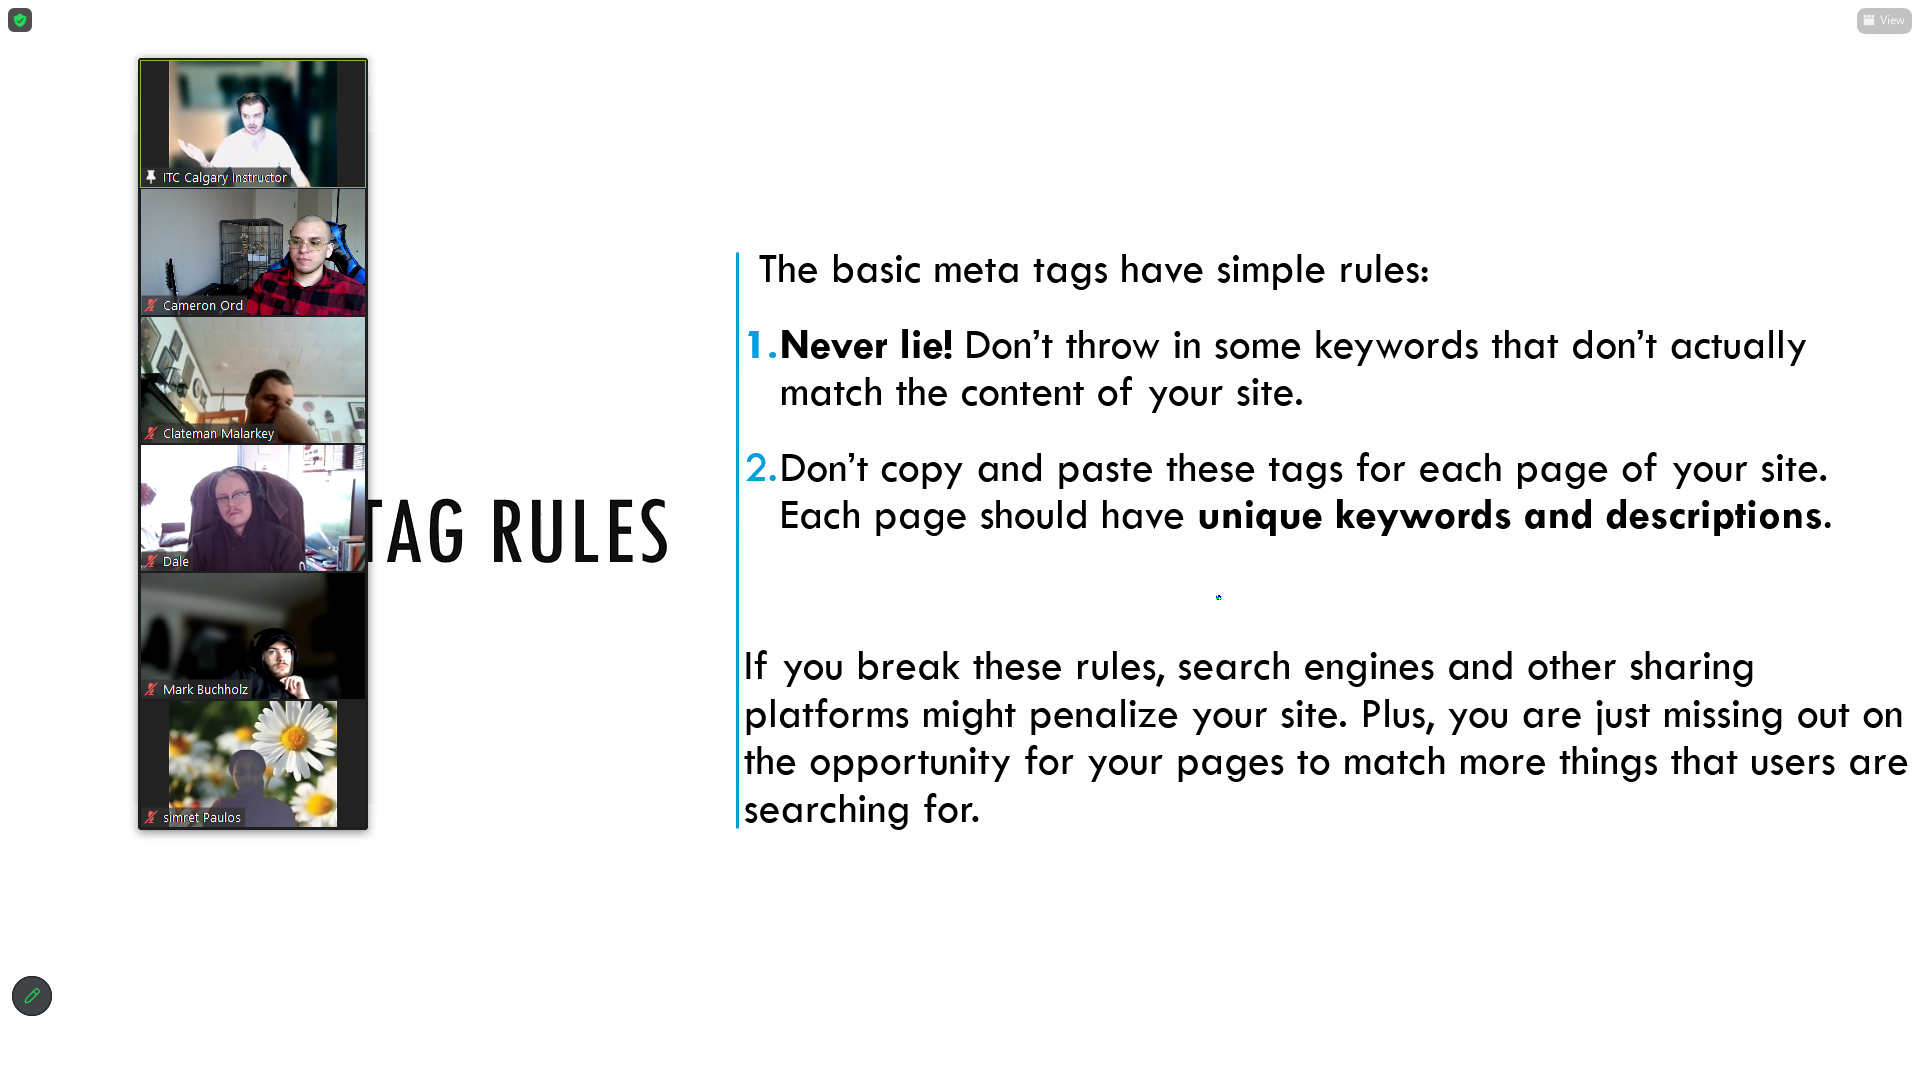 View
ITC Calgary Instructor
Cameron Ord
Clateman Malarkey
Dale
Mark Buchholz
simret Paulos
TAG RULES
The basic meta tags have simple rules:
1.Never lie! Don’t throw in some keywords that don’t actually
match the content of your site.
2.Don’t copy and paste these tags for each page of your site.
Each page should have unique keywords and descriptions.
If you break these rules, search engines and other sharing
platforms might penalize your site. Plus, you are just missing out on
the opportunity for your pages to match more things that users are
searching for.